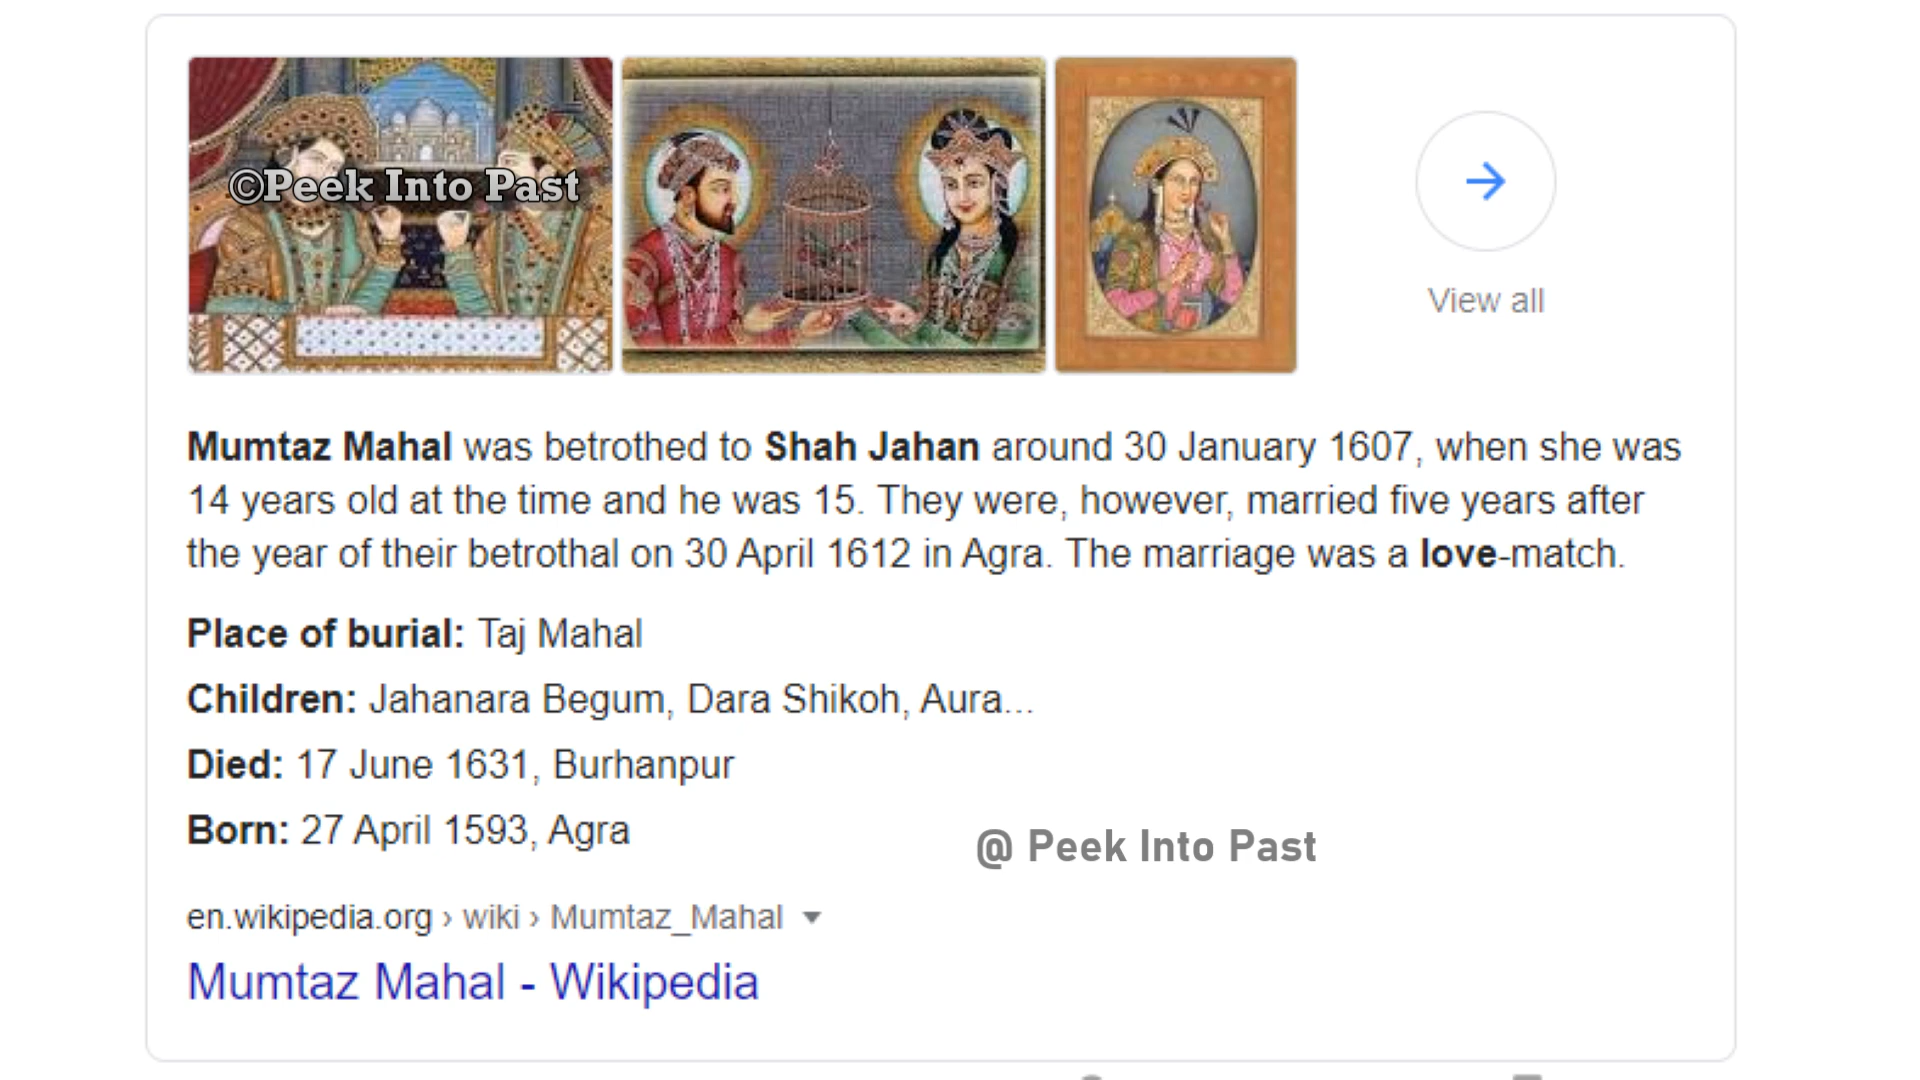 ©Peek Into Past
View all
Mumtaz Mahal was betrothed to Shah Jahan around 30 January 1607, when she was
14 years old at the time and he was 15. They were, however, married five years after
the year of their betrothal on 30 April 1612 in Agra. The marriage was a love-match.
Place of burial: Taj Mahal
Children: Jahanara Begum, Dara Shikoh, Aura...
Died: 17 June 1631, Burhanpur
Born: 27 April 1593, Agra
@ Peek Into Past
en.wikipedia.org › wiki › Mumtaz_Mahal
Mumtaz Mahal - Wikipedia